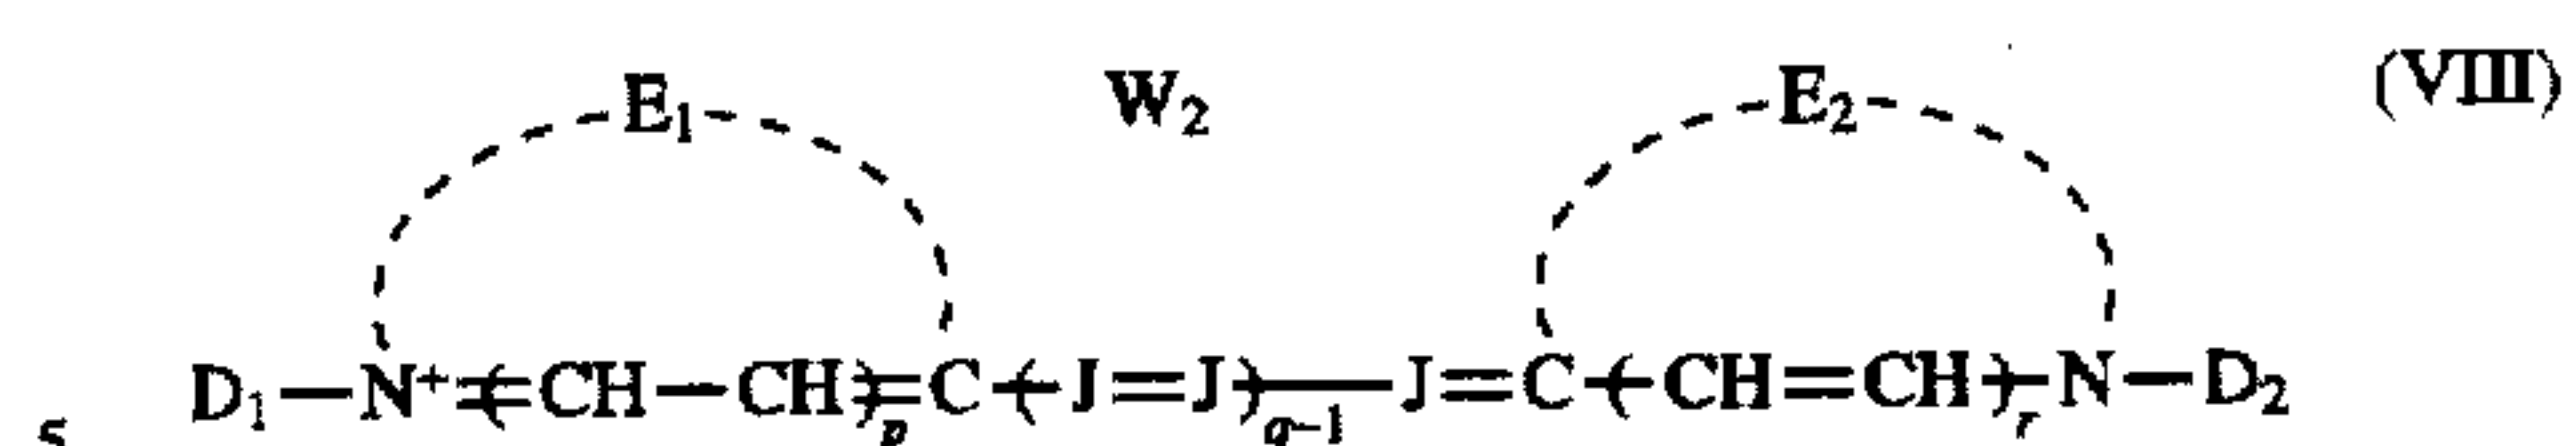 E₁ W₂ E₂ (VIII)
D₁—N⁺=(CH—CH)ₚ=C—(J=J)q−1—J=C—(CH=CH)r—N—D₂
5